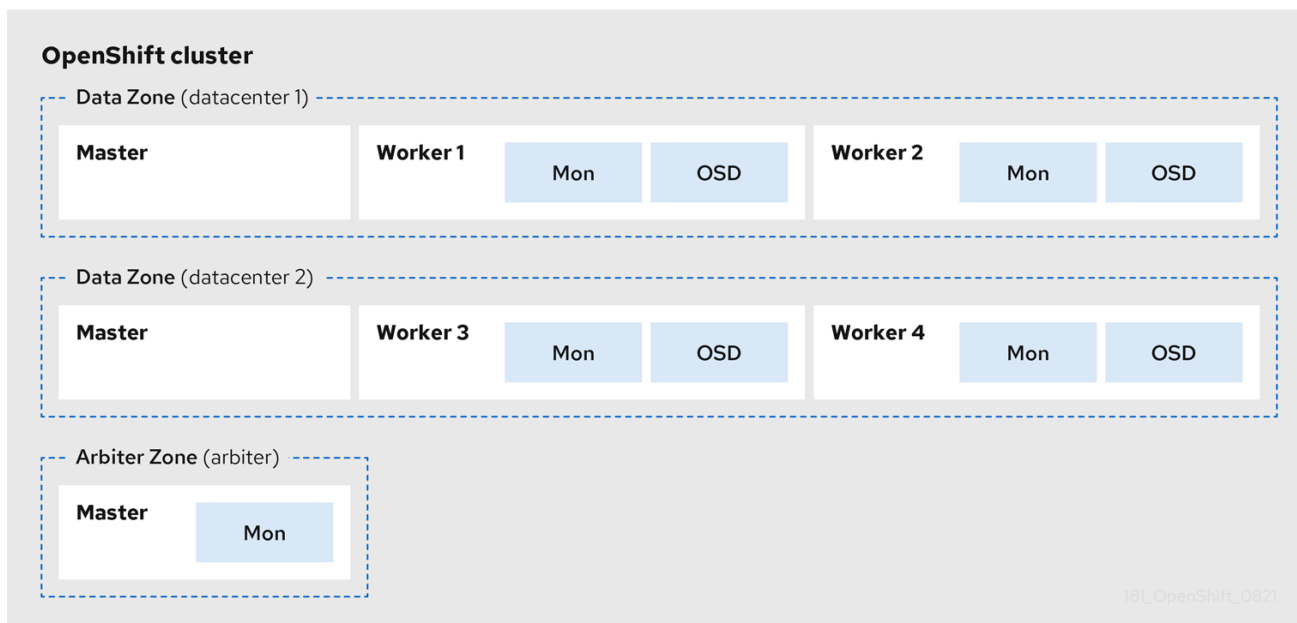 OpenShift cluster
Data Zone (datacenter 1)
Master
Worker 1
Mon
OSD
Worker 2
Mon
OSD
Data Zone (datacenter 2)
Master
Worker 3
Mon
OSD
Worker 4
Mon
OSD
Arbiter Zone (arbiter)
Master
Mon
181_OpenShift_0821